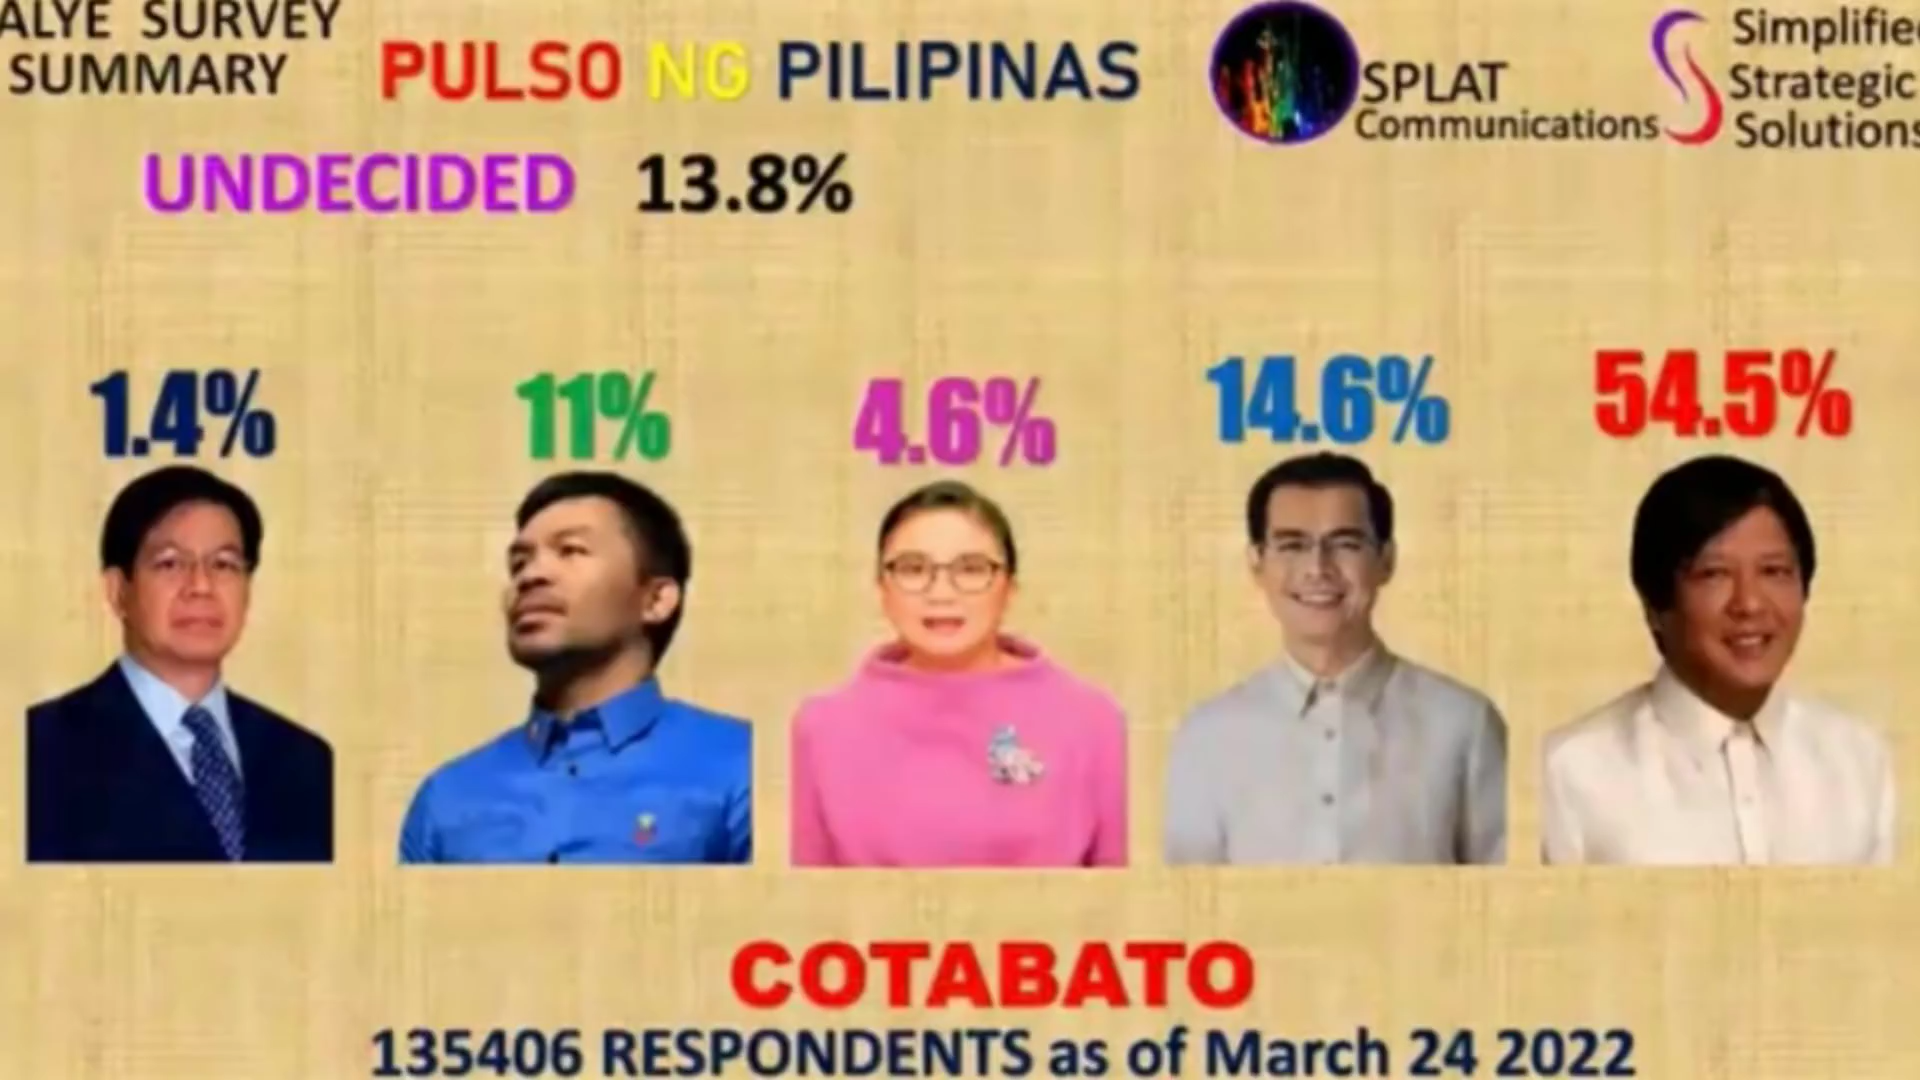 ALYE SURVEY
SUMMARY
PULSO NG PILIPINAS
SPLAT
Communications
Simplified
Strategic
Solutions
UNDECIDED 13.8%
1.4%
11%
4.6%
14.6%
54.5%
COTABATO
135406 RESPONDENTS as of March 24 2022